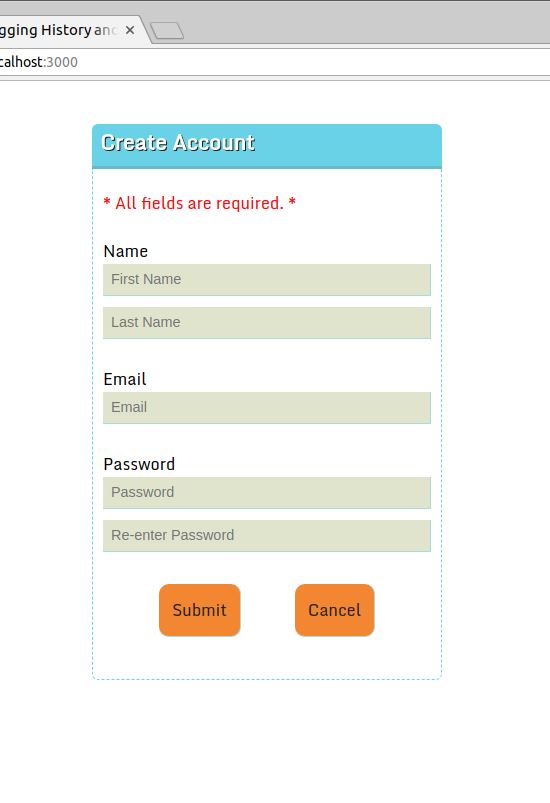 gging History and
calhost:3000
Create Account
* All fields are required. *
Name
First Name
Last Name
Email
Email
Password
Password
Re-enter Password
Submit Cancel